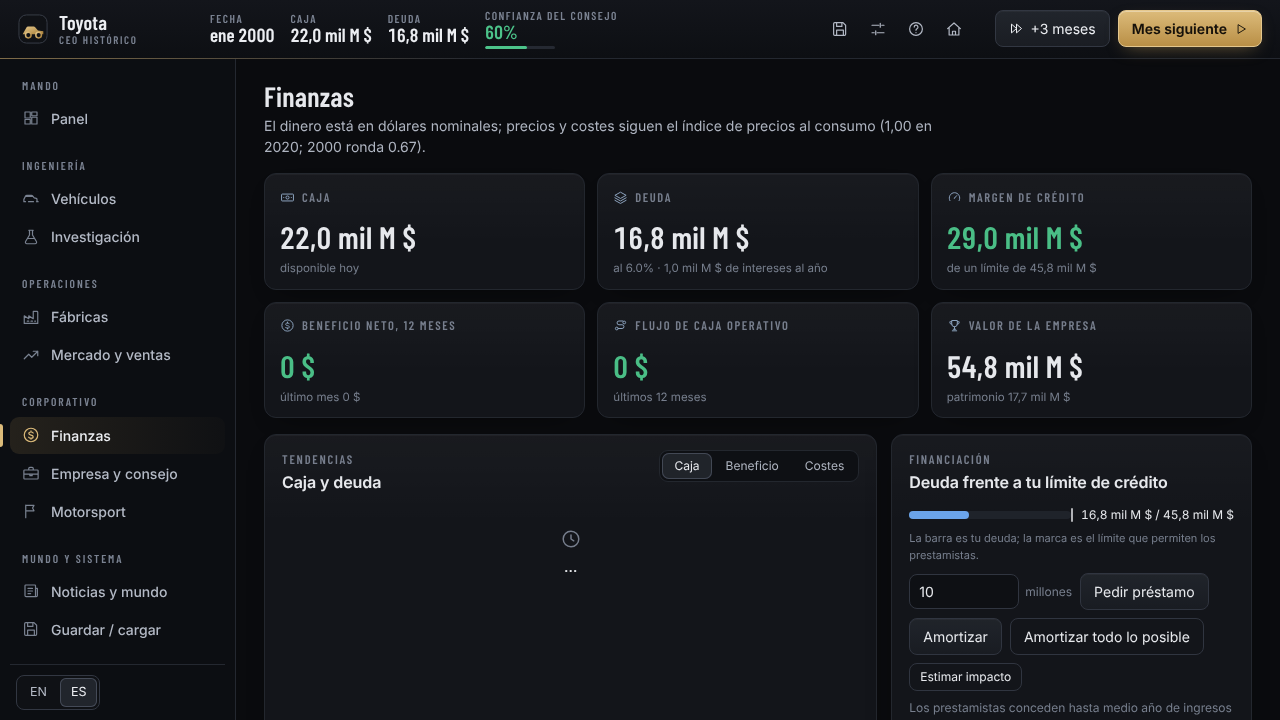 Toyota
CEO HISTÓRICO
FECHA
ene 2000
CAJA
22,0 mil M $
DEUDA
16,8 mil M $
CONFIANZA DEL CONSEJO
60%
+3 meses
Mes siguiente
MANDO
Panel
INGENIERÍA
Vehículos
Investigación
OPERACIONES
Fábricas
Mercado y ventas
CORPORATIVO
Finanzas
Empresa y consejo
Motorsport
MUNDO Y SISTEMA
Noticias y mundo
Guardar / cargar
EN
ES
Finanzas
El dinero está en dólares nominales; precios y costes siguen el índice de precios al consumo (1,00 en
2020; 2000 ronda 0.67).
CAJA
22,0 mil M $
disponible hoy
DEUDA
16,8 mil M $
al 6.0% · 1,0 mil M $ de intereses al año
MARGEN DE CRÉDITO
29,0 mil M $
de un límite de 45,8 mil M $
BENEFICIO NETO, 12 MESES
0 $
último mes 0 $
FLUJO DE CAJA OPERATIVO
0 $
últimos 12 meses
VALOR DE LA EMPRESA
54,8 mil M $
patrimonio 17,7 mil M $
TENDENCIAS
Caja y deuda
Caja
Beneficio
Costes
...
FINANCIACIÓN
Deuda frente a tu límite de crédito
16,8 mil M $ / 45,8 mil M $
La barra es tu deuda; la marca es el límite que permiten los
prestamistas.
10
millones
Pedir préstamo
Amortizar
Amortizar todo lo posible
Estimar impacto
Los prestamistas conceden hasta medio año de ingresos